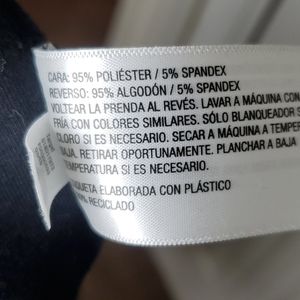 CARA: 95% POLIÉSTER / 5% SPANDEX
REVERSO: 95% ALGODÓN / 5% SPANDEX
VOLTEAR LA PRENDA AL REVÉS. LAVAR A MÁQUINA CON
FRÍA CON COLORES SIMILARES. SÓLO BLANQUEADOR S
CLORO SI ES NECESARIO. SECAR A MÁQUINA A TEMPER
BAJA. RETIRAR OPORTUNAMENTE. PLANCHAR A BAJA
TEMPERATURA SI ES NECESARIO.
QUETA ELABORADA CON PLÁSTICO
RECICLADO